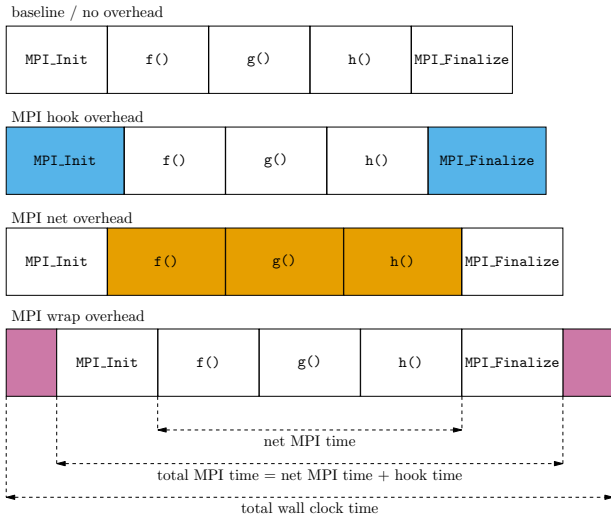 baseline / no overhead
MPI_Init f() g() h() MPI_Finalize
MPI hook overhead
MPI_Init f() g() h() MPI_Finalize
MPI net overhead
MPI_Init f() g() h() MPI_Finalize
MPI wrap overhead
MPI_Init f() g() h() MPI_Finalize
net MPI time
total MPI time = net MPI time + hook time
total wall clock time